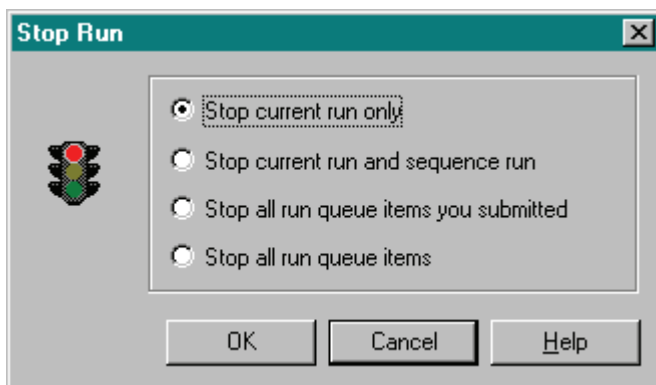 Stop Run
Stop current run only
Stop current run and sequence run
Stop all run queue items you submitted
Stop all run queue items
OK Cancel Help